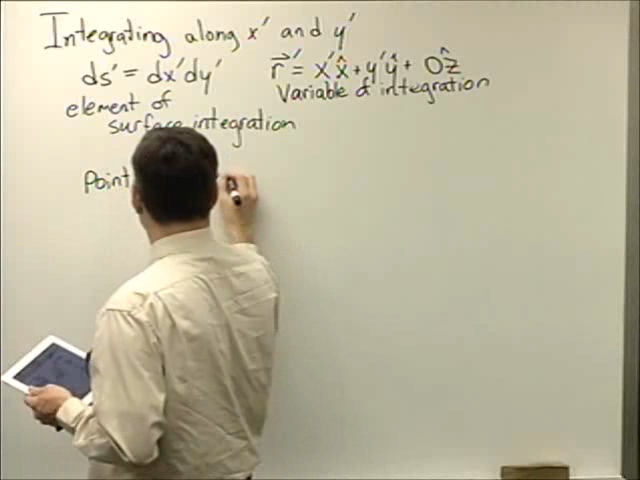 Integrating along x' and y'
ds' = dx'dy'
r⃗' = x'x̂ + y'ŷ + 0ẑ
element of
surface integration
Variable of integration
Point